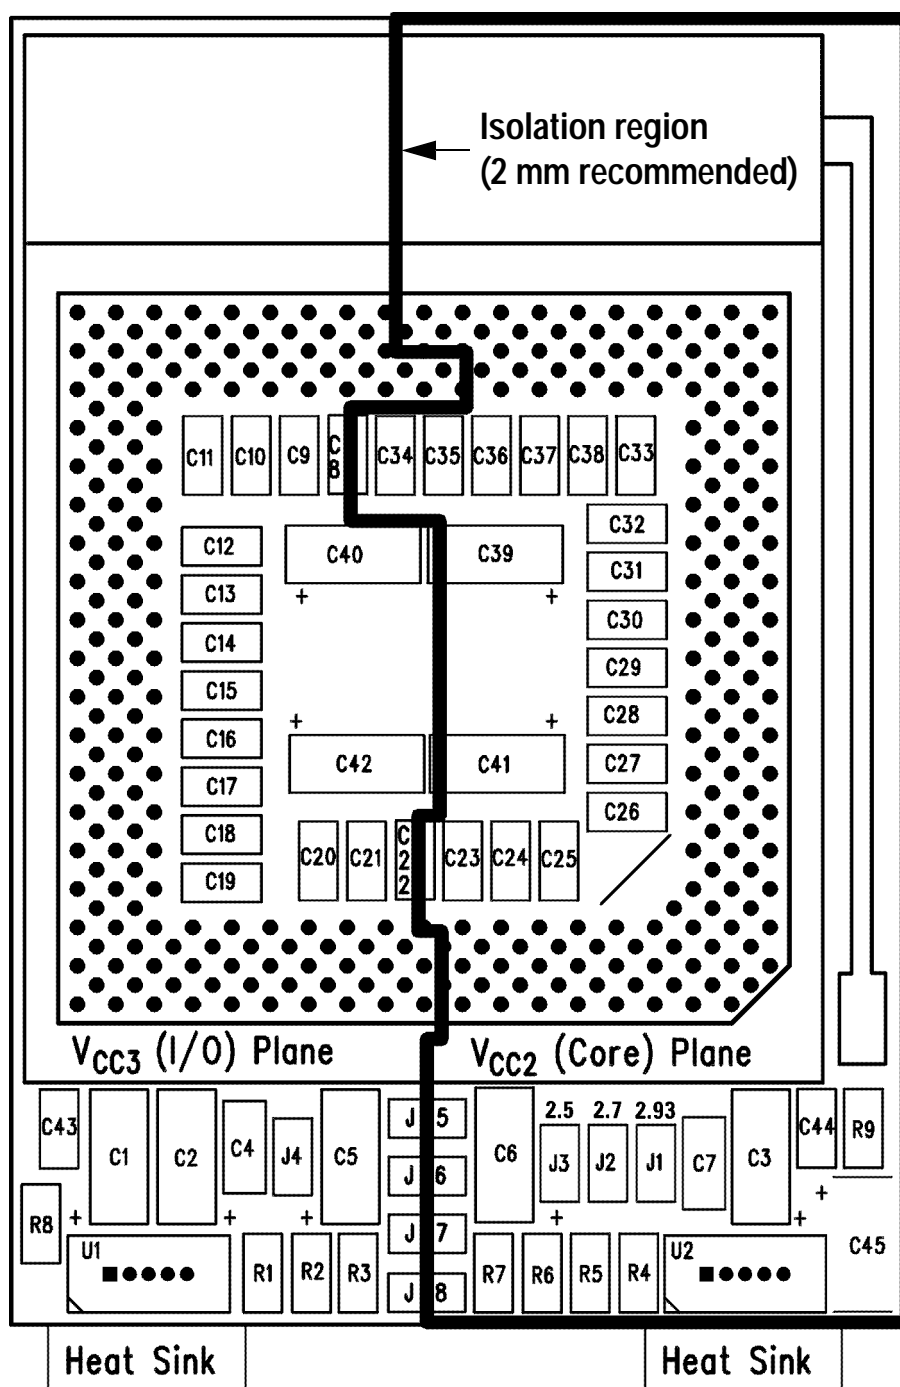 Isolation region
(2 mm recommended)
C11 C10 C9 C8 C34 C35 C36 C37 C38 C33
C32
C12 C40 C39
C31
C13
+ +
C30
C14
C29
C15
+ +
C28
C16
C42 C41 C27
C17
C26
C18
C20 C21 C22 C23 C24 C25
C19
VCC3 (I/O) Plane VCC2 (Core) Plane
2.5 2.7 2.93
C43 J 5 C44 R9
C1 C2 C4 J4 C5 C6 J3 J2 J1 C7 C3
J 6
+ + + + + +
R8 J 7
U1 U2 C45
R1 R2 R3 R7 R6 R5 R4
J 8
Heat Sink Heat Sink